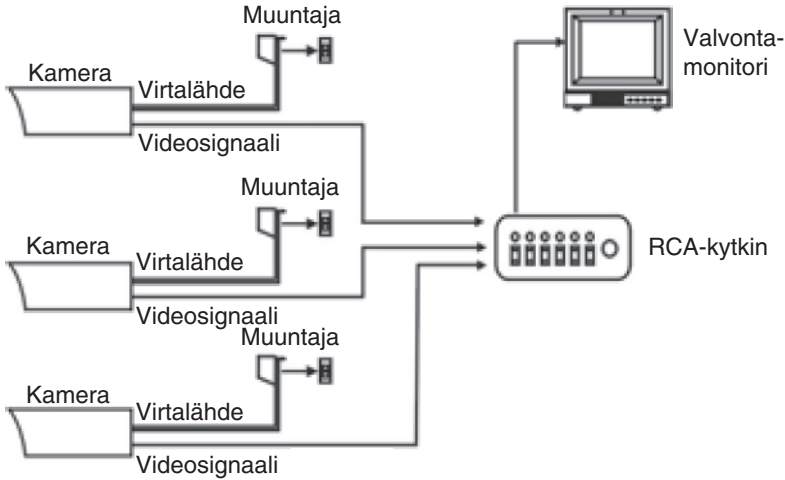 Muuntaja
Kamera
Virtalähde
Videosignaali
Valvonta-
monitori
Muuntaja
Kamera
Virtalähde
Videosignaali
RCA-kytkin
Muuntaja
Kamera
Virtalähde
Videosignaali